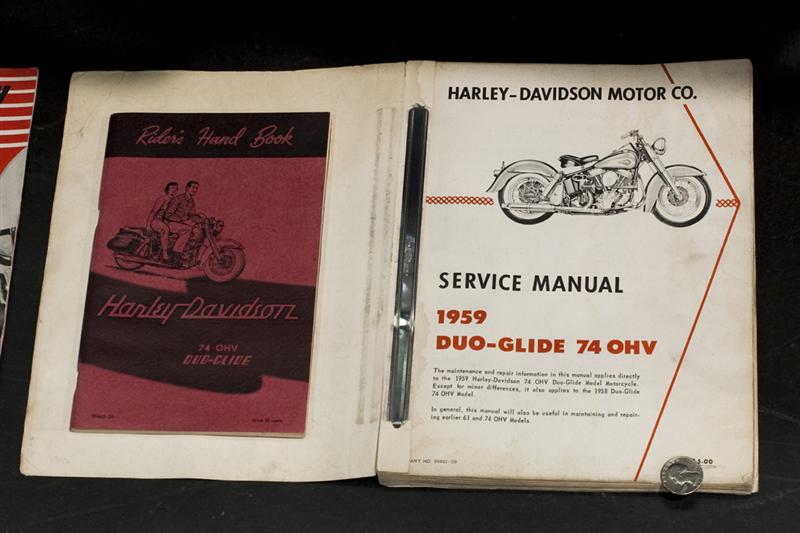 Rider's Hand Book
Harley-Davidson
74 OHV
DUO-GLIDE
HARLEY-DAVIDSON MOTOR CO.
SERVICE MANUAL
1959
DUO-GLIDE 74 OHV
The maintenance and repair information in this manual applies directly
to the 1959 Harley-Davidson 74 OHV Duo-Glide Model Motorcycle.
Except for minor differences, it also applies to the 1958 Duo-Glide
74 OHV Model.
In general, this manual will also be useful in maintaining and repair-
ing earlier 61 and 74 OHV Models.
5.00